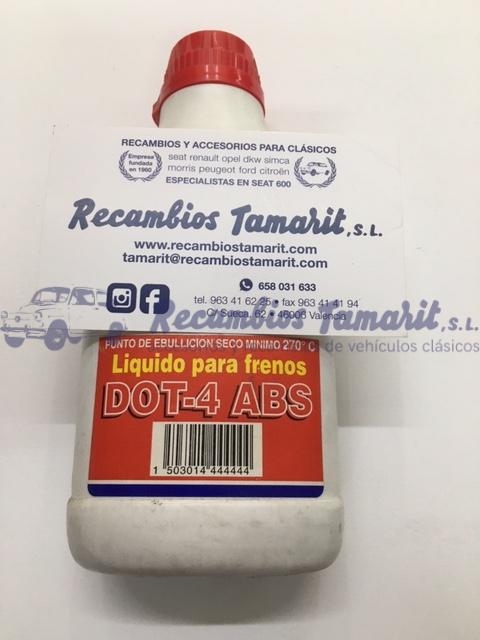 RECAMBIOS Y ACCESORIOS PARA CLÁSICOS
Empresa fundada en 1960
seat renault opel dkw simca
morris peugeot ford citroën
ESPECIALISTAS EN SEAT 600
Recambios Tamarit, S.L.
www.recambiostamarit.com
tamarit@recambiostamarit.com
658 031 633
tel. 963 41 62 25 • fax 963 41 41 94
C/ Sueca, 62 • 46006 Valencia
Recambios Tamarit, S.L.
de vehículos clásicos
PUNTO DE EBULLICION SECO MINIMO 270° C
Liquido para frenos
DOT-4 ABS
1 503014 444444